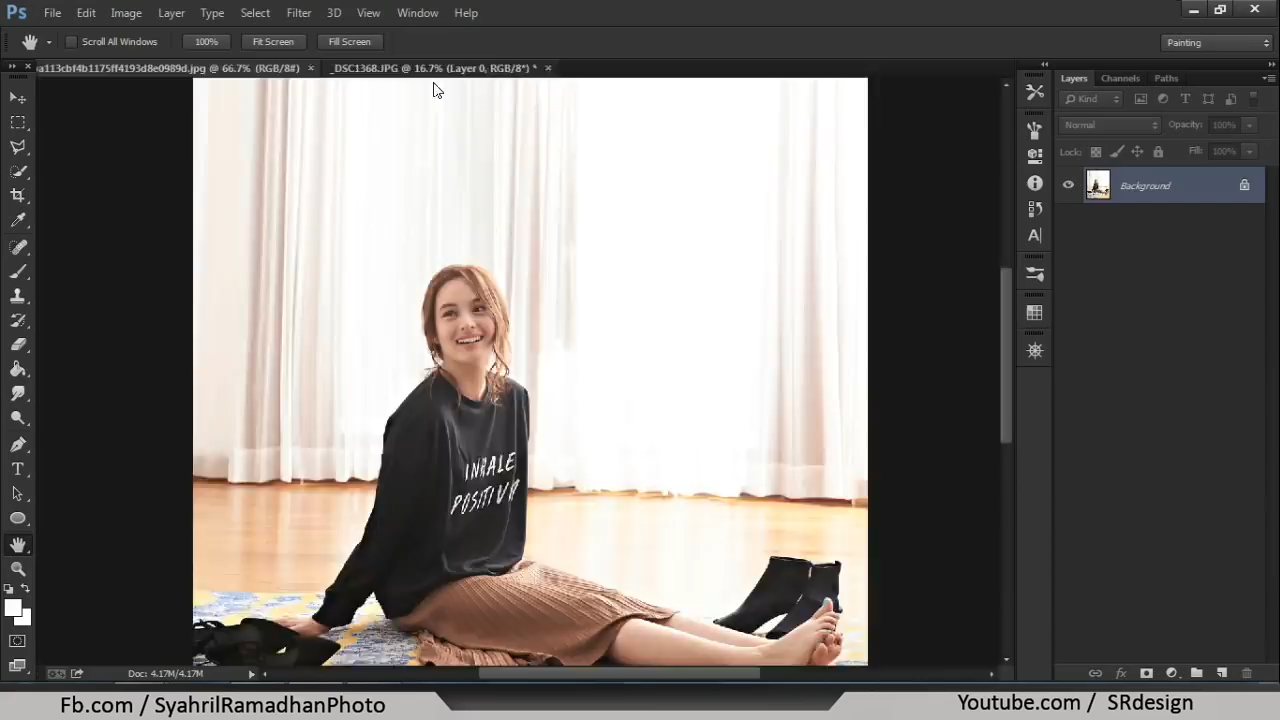 Ps File Edit Image Layer Type Select Filter 3D View Window Help
Scroll All Windows 100% Fit Screen Fill Screen Painting
a113cbf4b1175ff4193d8e0989d.jpg @ 66.7% (RGB/8#) × _DSC1368.JPG @ 16.7% (Layer 0, RGB/8*) * ×
Layers Channels Paths
Kind
Normal Opacity: 100%
Lock: Fill: 100%
Background
INHALE
POSITIV
Doc: 4.17M/4.17M
Fb.com / SyahrilRamadhanPhoto
Youtube.com / SRdesign